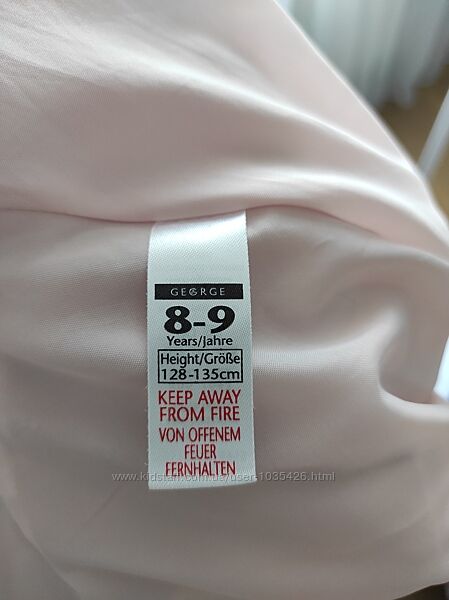 GEORGE
8-9
Years/Jahre
Height/Größe
128-135cm
KEEP AWAY
FROM FIRE
VON OFFENEM
FEUER
FERNHALTEN
www.kidstaff.com.ua/user-1035426.html